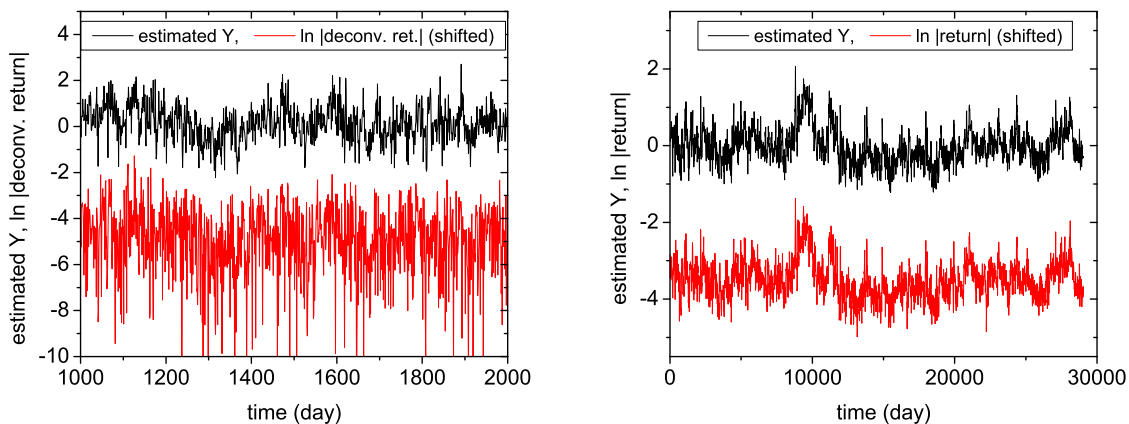 estimated Y, ln |deconv. ret.| (shifted)
estimated Y, ln |deconv. return|
4
2
0
-2
-4
-6
-8
-10
1000 1200 1400 1600 1800 2000
time (day)
estimated Y, ln |return| (shifted)
estimated Y, ln |return|
2
0
-2
-4
0 10000 20000 30000
time (day)